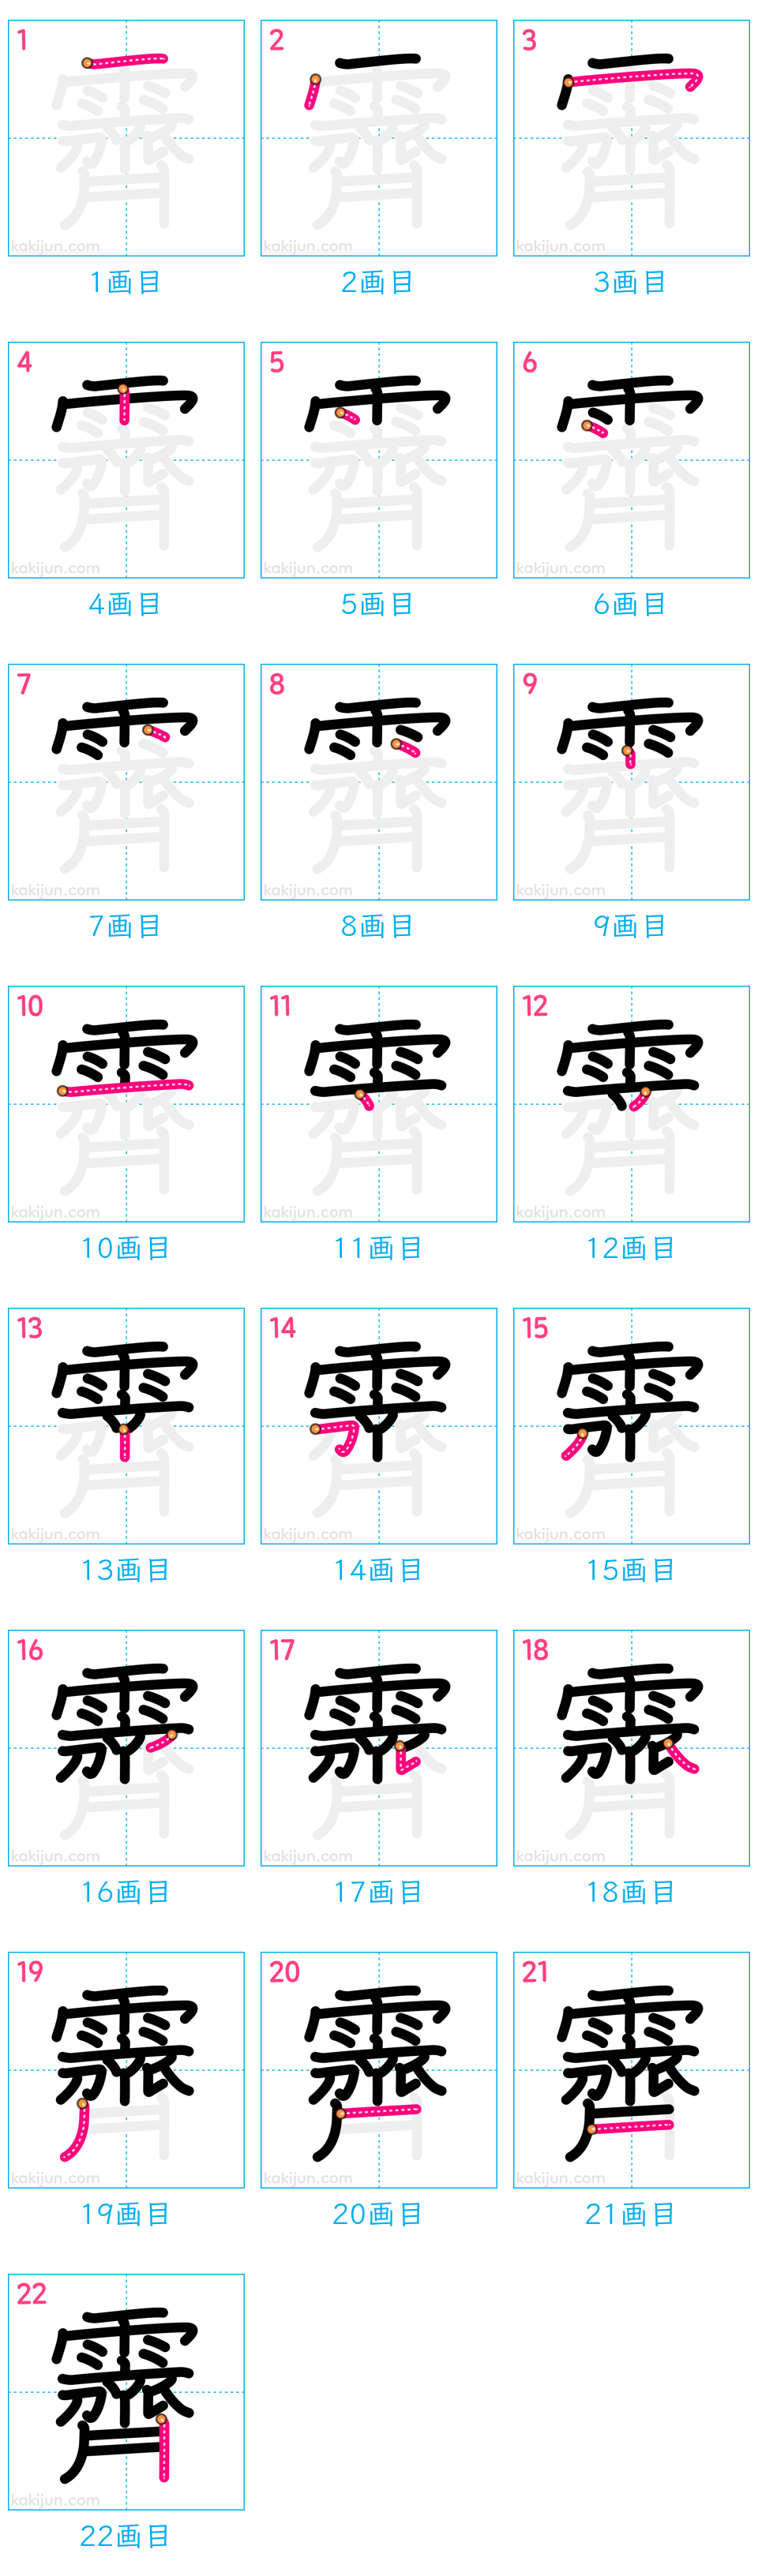 1 2 3
kakijun.com kakijun.com kakijun.com
1画目 2画目 3画目
4 5 6
kakijun.com kakijun.com kakijun.com
4画目 5画目 6画目
7 8 9
kakijun.com kakijun.com kakijun.com
7画目 8画目 9画目
10 11 12
kakijun.com kakijun.com kakijun.com
10画目 11画目 12画目
13 14 15
kakijun.com kakijun.com kakijun.com
13画目 14画目 15画目
16 17 18
kakijun.com kakijun.com kakijun.com
16画目 17画目 18画目
19 20 21
kakijun.com kakijun.com kakijun.com
19画目 20画目 21画目
22
霽
kakijun.com
22画目